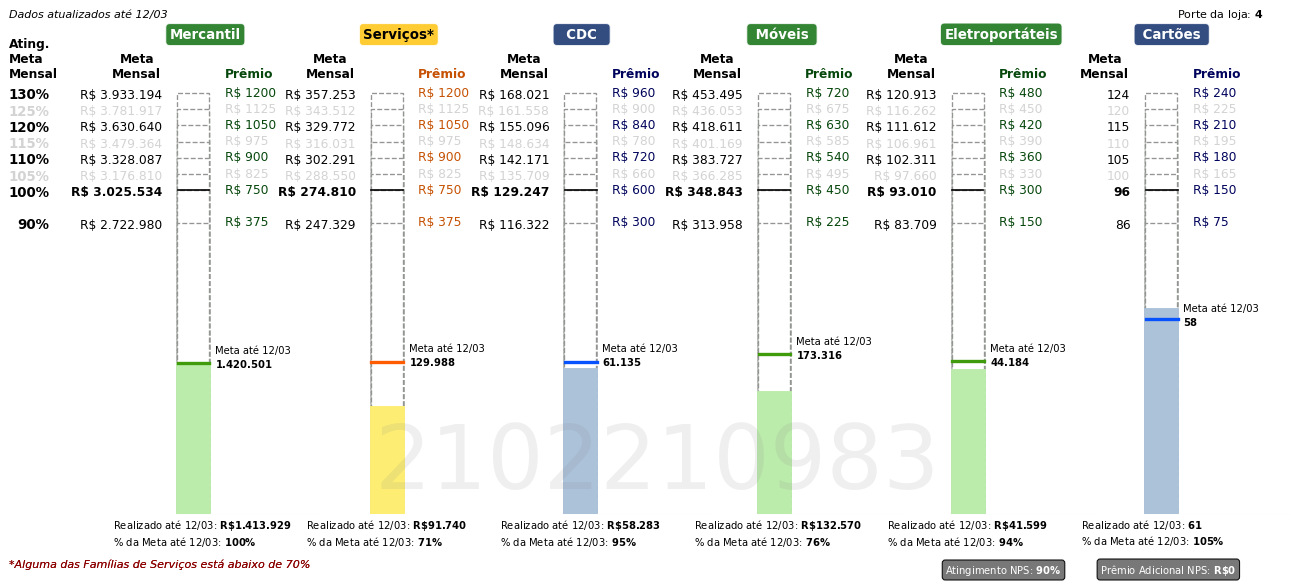 Dados atualizados até 12/03 Porte da loja: 4
Mercantil Serviços* CDC Móveis Eletroportáteis Cartões
Ating.
Meta Meta Meta Meta Meta Meta Meta
Mensal Mensal Prêmio Mensal Prêmio Mensal Prêmio Mensal Prêmio Mensal Prêmio Mensal Prêmio
130% R$ 3.933.194 R$ 1200 R$ 357.253 R$ 1200 R$ 168.021 R$ 960 R$ 453.495 R$ 720 R$ 120.913 R$ 480 124 R$ 240
125% R$ 3.781.917 R$ 1125 R$ 343.512 R$ 1125 R$ 161.558 R$ 900 R$ 436.053 R$ 675 R$ 116.262 R$ 450 120 R$ 225
120% R$ 3.630.640 R$ 1050 R$ 329.772 R$ 1050 R$ 155.096 R$ 840 R$ 418.611 R$ 630 R$ 111.612 R$ 420 115 R$ 210
115% R$ 3.479.364 R$ 975 R$ 316.031 R$ 975 R$ 148.634 R$ 780 R$ 401.169 R$ 585 R$ 106.961 R$ 390 110 R$ 195
110% R$ 3.328.087 R$ 900 R$ 302.291 R$ 900 R$ 142.171 R$ 720 R$ 383.727 R$ 540 R$ 102.311 R$ 360 105 R$ 180
105% R$ 3.176.810 R$ 825 R$ 288.550 R$ 825 R$ 135.709 R$ 660 R$ 366.285 R$ 495 R$ 97.660 R$ 330 100 R$ 165
100% R$ 3.025.534 R$ 750 R$ 274.810 R$ 750 R$ 129.247 R$ 600 R$ 348.843 R$ 450 R$ 93.010 R$ 300 96 R$ 150
90% R$ 2.722.980 R$ 375 R$ 247.329 R$ 375 R$ 116.322 R$ 300 R$ 313.958 R$ 225 R$ 83.709 R$ 150 86 R$ 75
Meta até 12/03 Meta até 12/03 Meta até 12/03 Meta até 12/03 Meta até 12/03 Meta até 12/03
1.420.501 129.988 61.135 173.316 44.184 58
2102210983
Realizado até 12/03: R$1.413.929 Realizado até 12/03: R$91.740 Realizado até 12/03: R$58.283 Realizado até 12/03: R$132.570 Realizado até 12/03: R$41.599 Realizado até 12/03: 61
% da Meta até 12/03: 100% % da Meta até 12/03: 71% % da Meta até 12/03: 95% % da Meta até 12/03: 76% % da Meta até 12/03: 94% % da Meta até 12/03: 105%
*Alguma das Famílias de Serviços está abaixo de 70% Atingimento NPS: 90% Prêmio Adicional NPS: R$0